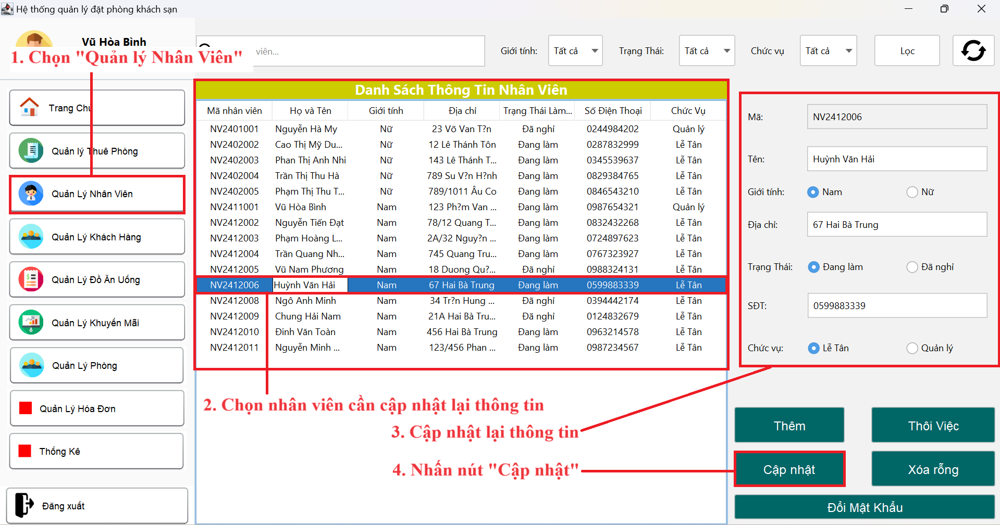 Hệ thống quản lý đặt phòng khách sạn
Vũ Hòa Bình
1. Chọn "Quản lý Nhân Viên"
viên...
Giới tính: Tất cả Trạng Thái: Tất cả Chức vụ Tất cả Lọc
Trang Chủ
Quản lý Thuê Phòng
Quản Lý Nhân Viên
Quản Lý Khách Hàng
Quản Lý Đồ Ăn Uống
Quản Lý Khuyến Mãi
Quản Lý Phòng
Quản Lý Hóa Đơn
Thống Kê
Đăng xuất
Danh Sách Thông Tin Nhân Viên
Mã nhân viên Họ và Tên Giới tính Địa chỉ Trạng Thái Làm... Số Điện Thoại Chức Vụ
NV2401001 Nguyễn Hà My Nữ 23 Võ Van T?n Đã nghỉ 0244984202 Quản lý
NV2402002 Cao Thị Mỹ Du... Nữ 12 Lê Thánh Tôn Đang làm 0287832999 Lễ Tân
NV2402003 Phan Thị Anh Nhi Nữ 143 Lê Thánh T... Đang làm 0345539637 Lễ Tân
NV2402004 Trần Thị Thu Hà Nữ 789 Su V?n H?nh Đang làm 0829384765 Lễ Tân
NV2402005 Phạm Thị Thu T... Nữ 789/1011 Âu Co Đang làm 0846543210 Lễ Tân
NV2411001 Vũ Hòa Bình Nam 123 Ph?m Van ... Đang làm 0987654321 Quản lý
NV2412002 Nguyễn Tiến Đạt Nam 78/12 Quang T... Đang làm 0832432268 Lễ Tân
NV2412003 Phạm Hoàng L... Nam 2A/32 Nguy?n ... Đang làm 0724897623 Lễ Tân
NV2412004 Trần Quang Nh... Nam 745 Quang Tru... Đang làm 0767323927 Lễ Tân
NV2412005 Vũ Nam Phương Nam 18 Duong Qu?... Đã nghỉ 0988324131 Lễ Tân
NV2412006 Huỳnh Văn Hải Nam 67 Hai Bà Trung Đang làm 0599883339 Lễ Tân
NV2412008 Ngô Anh Minh Nam 34 Tr?n Hung ... Đã nghỉ 0394442174 Lễ Tân
NV2412009 Chung Hải Nam Nam 21A Hai Bà Tru... Đã nghỉ 0124832679 Lễ Tân
NV2412010 Đinh Văn Toàn Nam 456 Hai Bà Trung Đang làm 0963214578 Lễ Tân
NV2412011 Nguyễn Minh ... Nam 123/456 Phan ... Đang làm 0987234567 Lễ Tân
2. Chọn nhân viên cần cập nhật lại thông tin
3. Cập nhật lại thông tin
4. Nhấn nút "Cập nhật"
Mã: NV2412006
Tên: Huỳnh Văn Hải
Giới tính: Nam Nữ
Địa chỉ: 67 Hai Bà Trung
Trạng Thái: Đang làm Đã nghỉ
SĐT: 0599883339
Chức vụ: Lễ Tân Quản lý
Thêm Thôi Việc
Cập nhật Xóa rỗng
Đổi Mật Khẩu